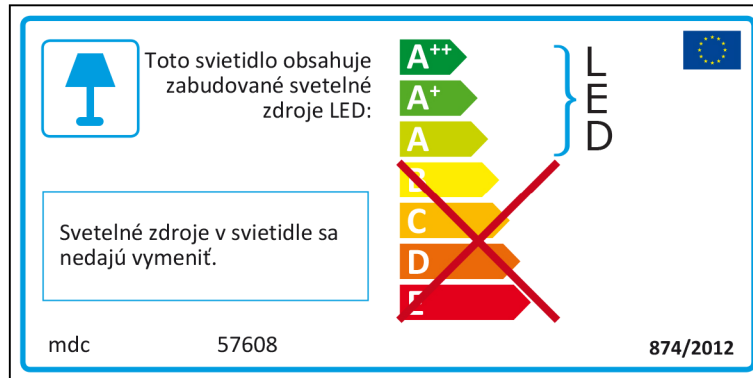 Toto svietidlo obsahuje
zabudované svetelné
zdroje LED:
A++
A+
A
B
C
D
E
L
E
D
Svetelné zdroje v svietidle sa
nedajú vymeniť.
mdc 57608
874/2012